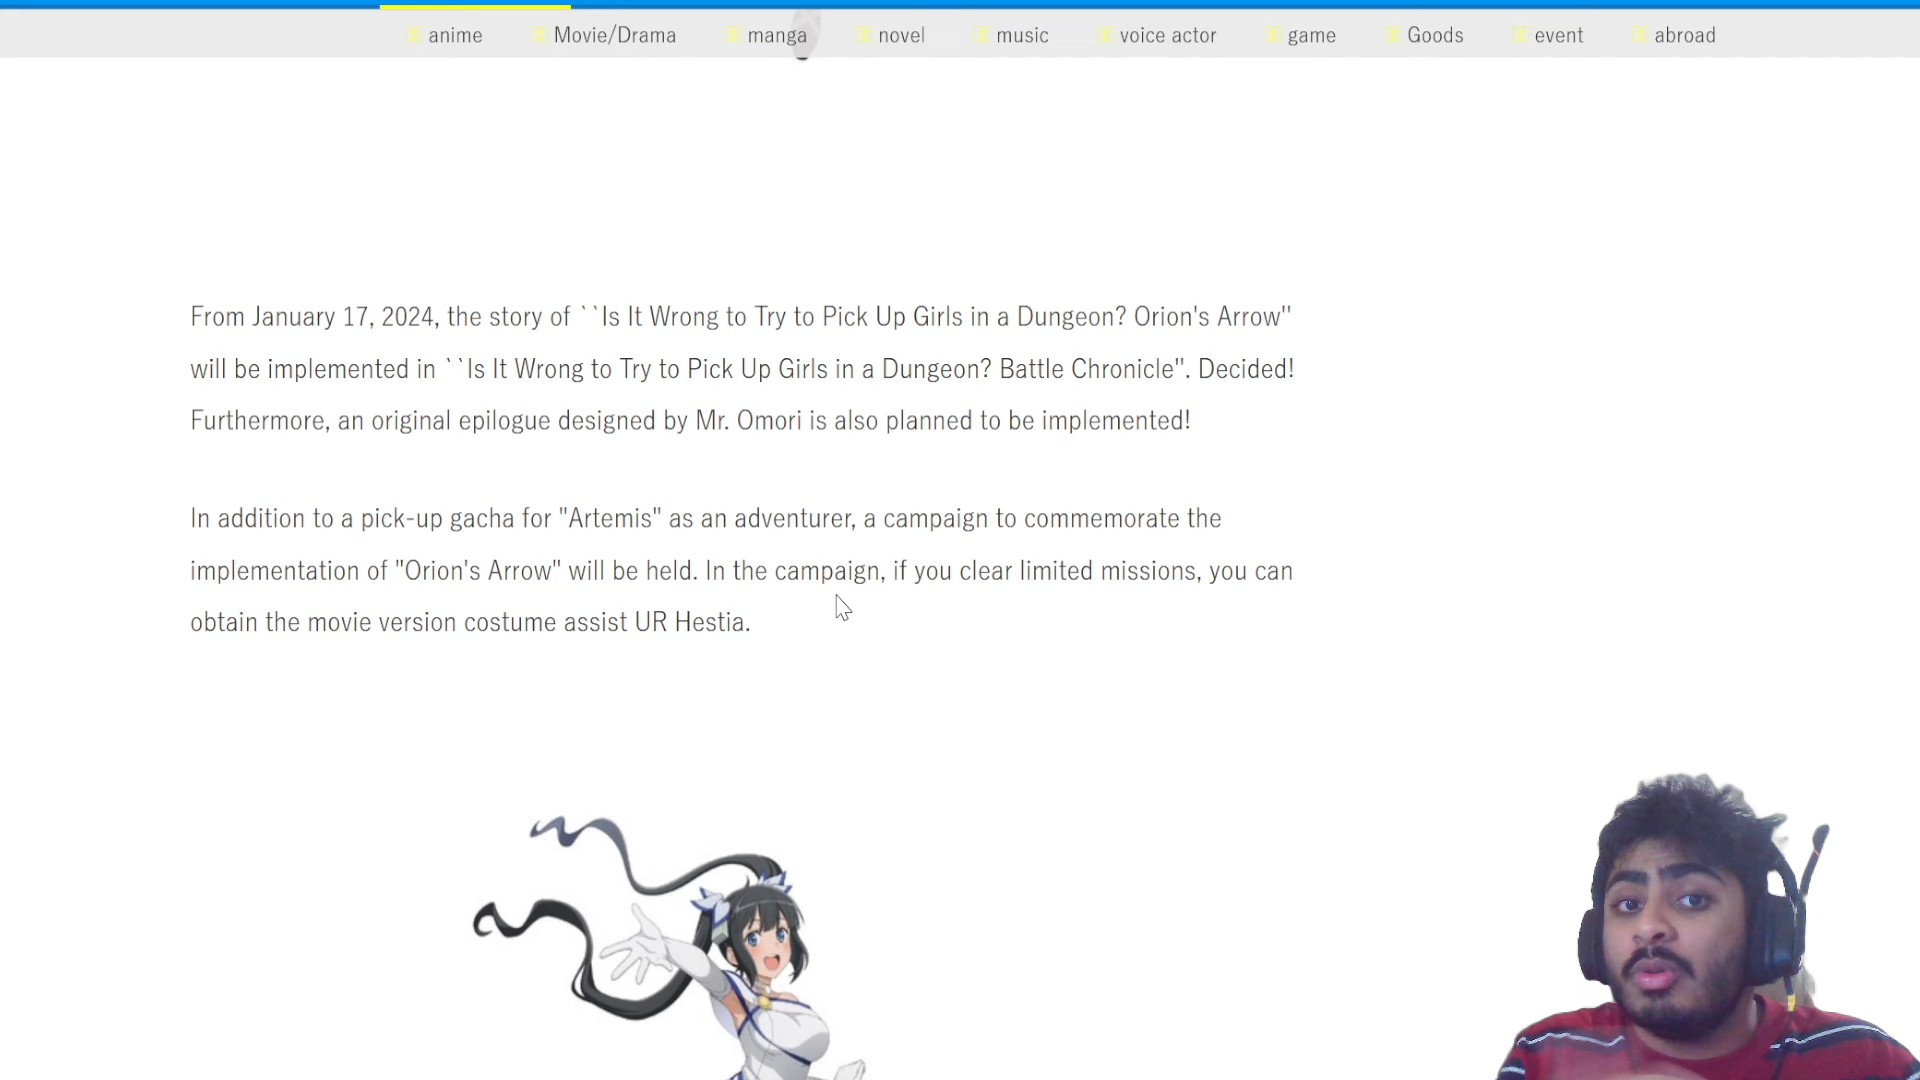 anime Movie/Drama manga novel music voice actor game Goods event abroad
From January 17, 2024, the story of ``Is It Wrong to Try to Pick Up Girls in a Dungeon? Orion's Arrow''
will be implemented in ``Is It Wrong to Try to Pick Up Girls in a Dungeon? Battle Chronicle''. Decided!
Furthermore, an original epilogue designed by Mr. Omori is also planned to be implemented!
In addition to a pick-up gacha for "Artemis" as an adventurer, a campaign to commemorate the
implementation of "Orion's Arrow" will be held. In the campaign, if you clear limited missions, you can
obtain the movie version costume assist UR Hestia.